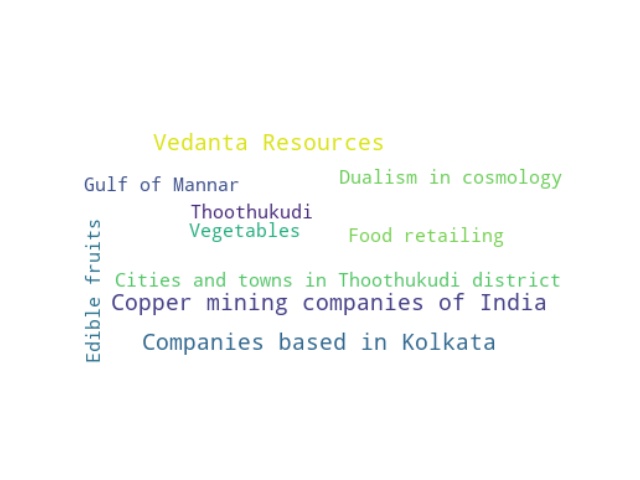 Vedanta Resources
Dualism in cosmology
Gulf of Mannar
Thoothukudi
Vegetables
Food retailing
Edible fruits
Cities and towns in Thoothukudi district
Copper mining companies of India
Companies based in Kolkata